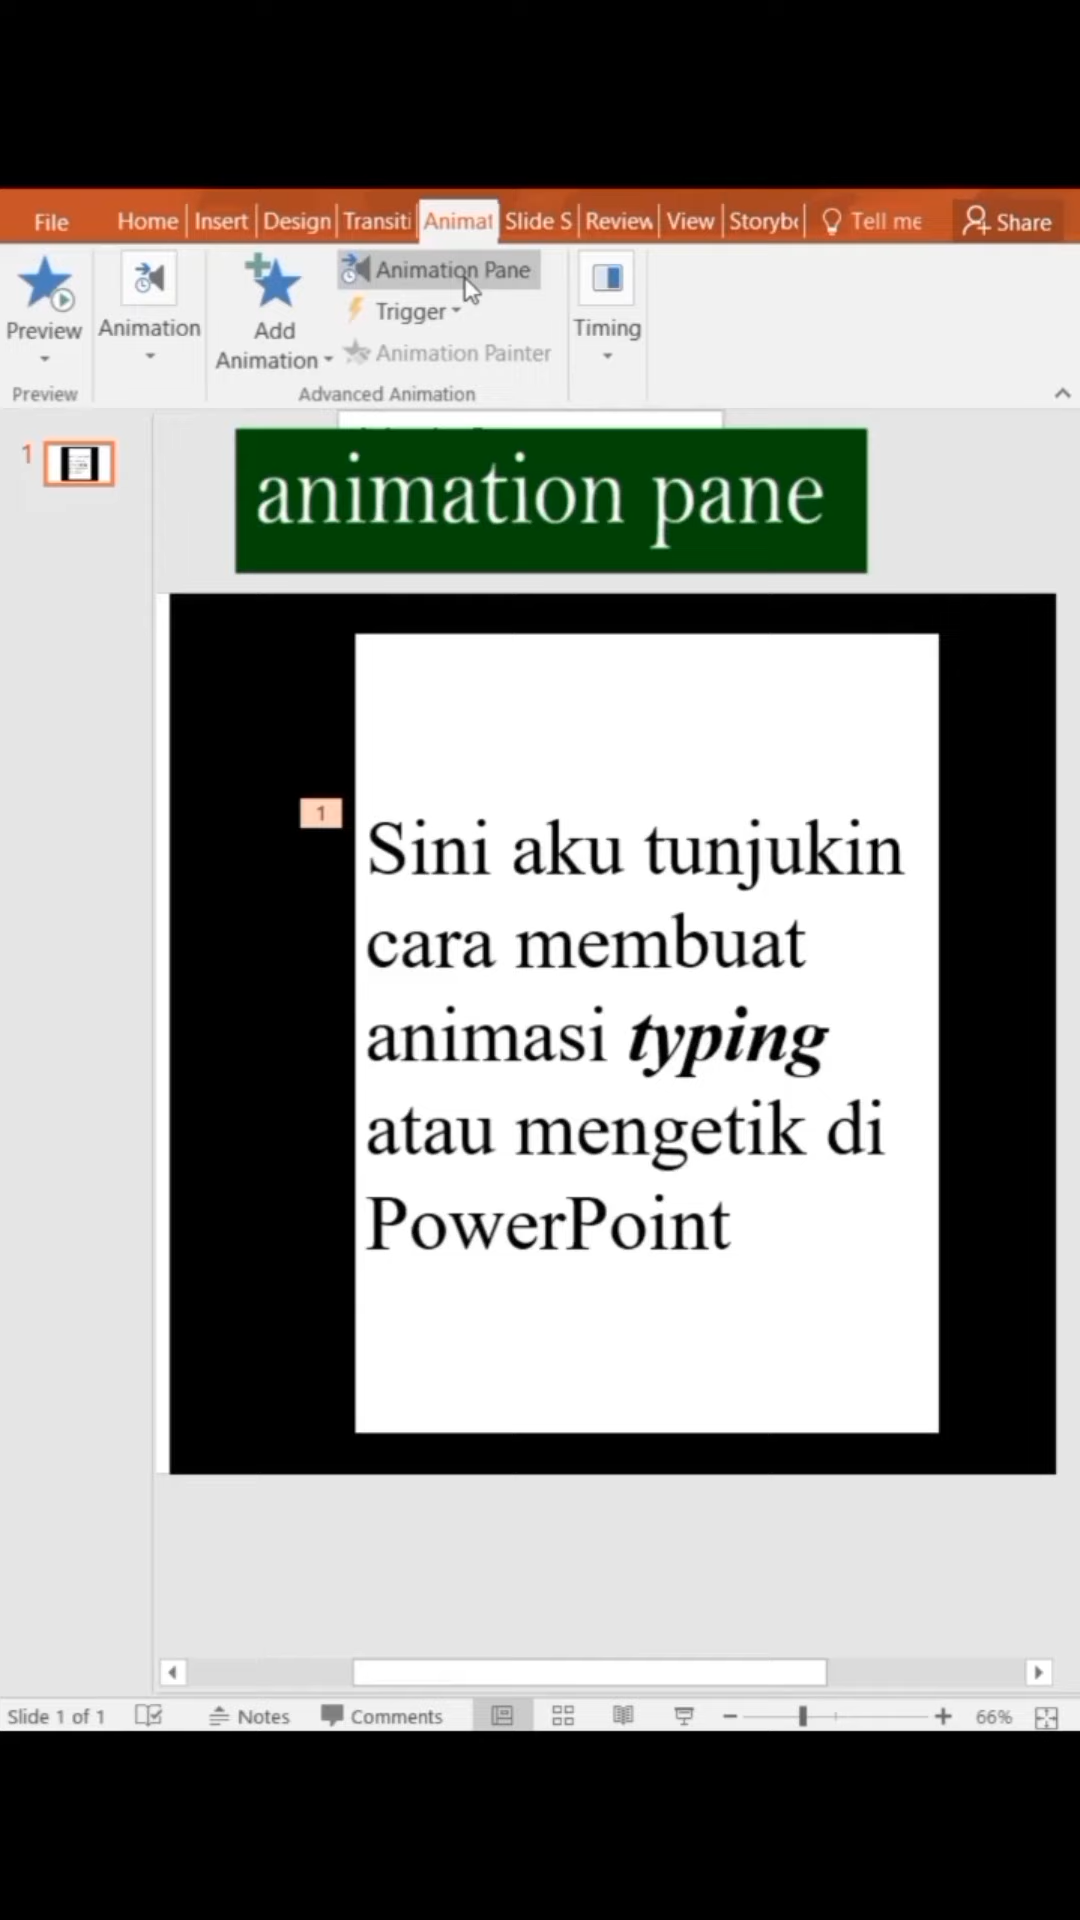 File Home Insert Design Transiti Animat Slide S Review View Storyb Tell me Share
Preview
Animation
Add Animation
Animation Pane
Trigger
Animation Painter
Timing
Preview
Advanced Animation
1
animation pane
1
Sini aku tunjukin
cara membuat
animasi typing
atau mengetik di
PowerPoint
Slide 1 of 1 Notes Comments 66%